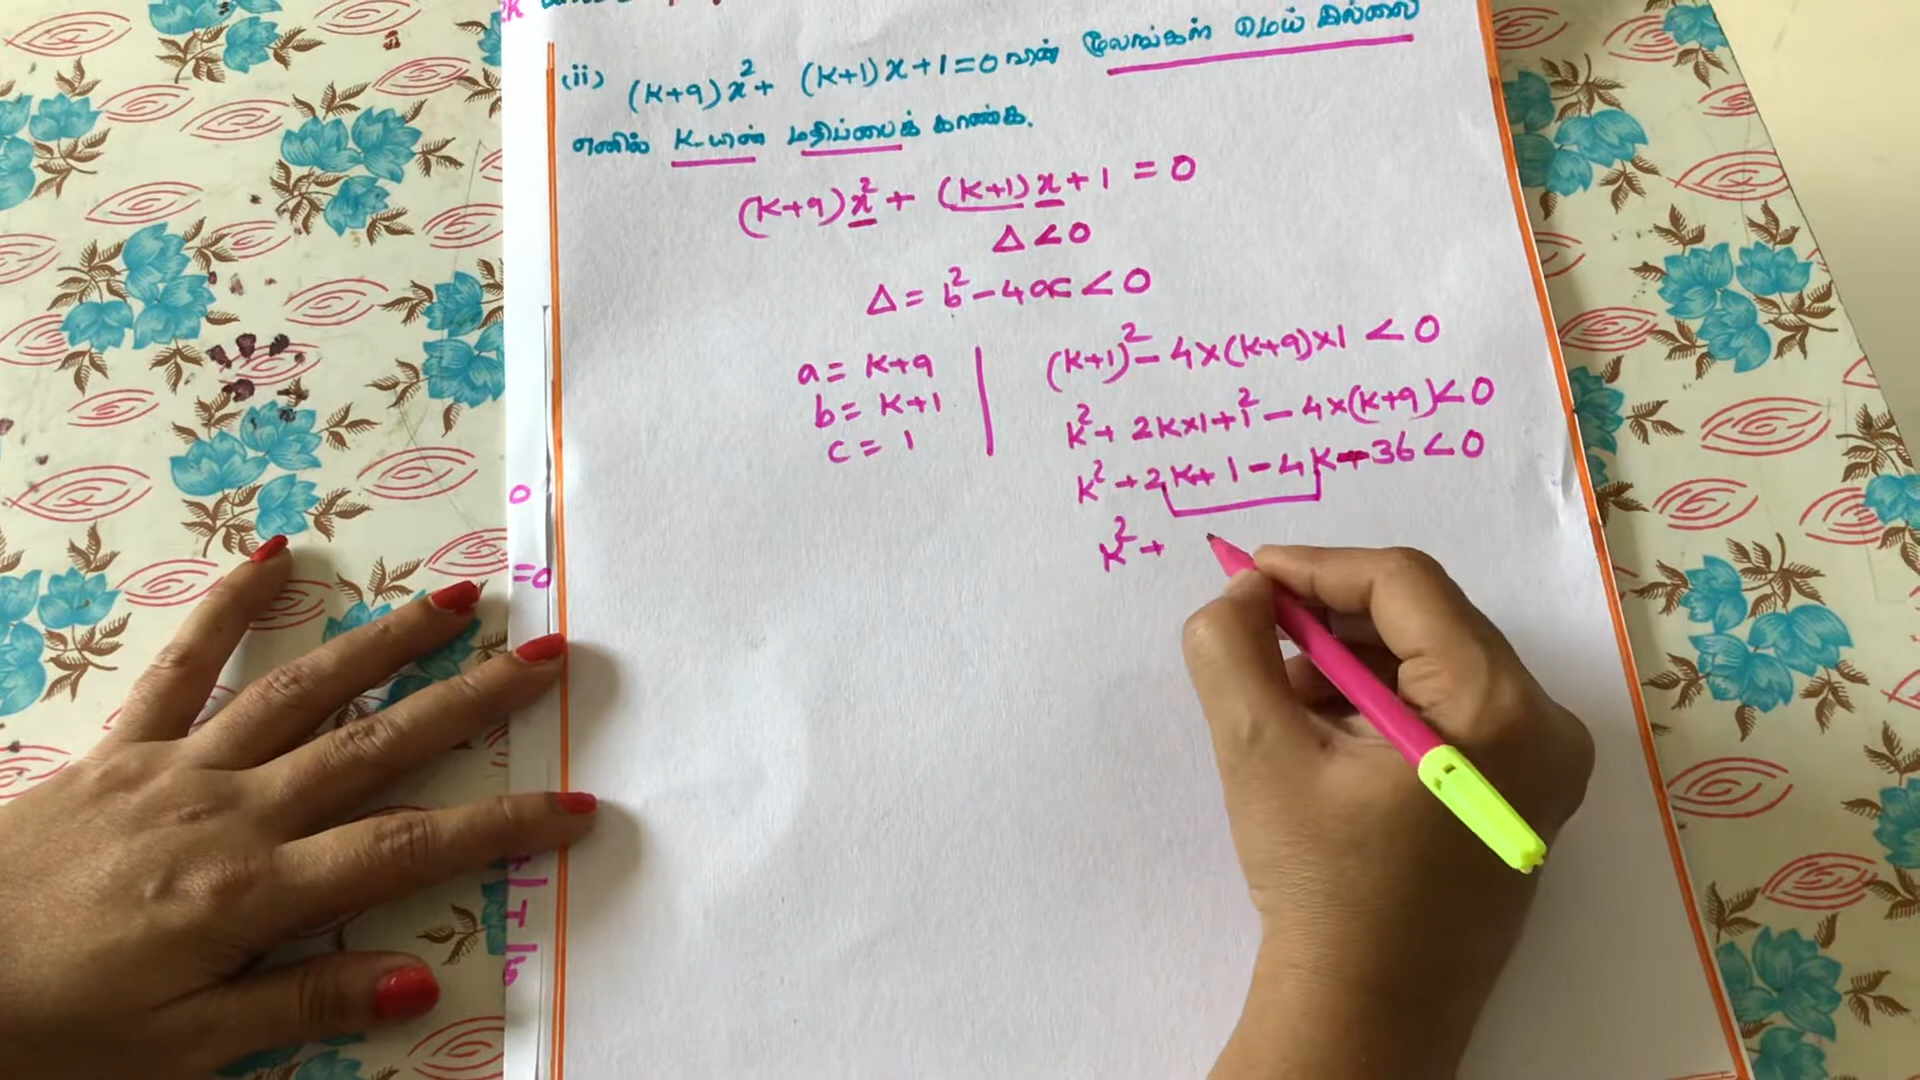 (ii) (K+9)x²+ (K+1)x+1=0 வின் மூலங்கள் மெய் இல்லை
எனில் K-யின் மதிப்பைக் காண்க.
(K+9)x²+ (K+1)x+1 = 0
Δ<0
Δ = b²-4ac < 0
a = K+9
b = K+1
c = 1
(K+1)²- 4×(K+9)×1 < 0
K²+ 2K×1+1² - 4×(K+9)<0
K² +2K+ 1 - 4K-36 < 0
K² +
0
=0